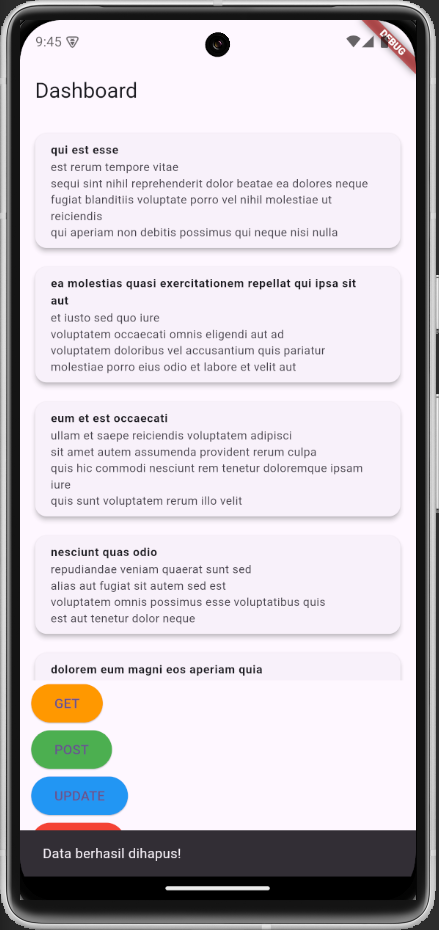 9:45
DEBUG
Dashboard
qui est esse
est rerum tempore vitae
sequi sint nihil reprehenderit dolor beatae ea dolores neque
fugiat blanditiis voluptate porro vel nihil molestiae ut
reiciendis
qui aperiam non debitis possimus qui neque nisi nulla
ea molestias quasi exercitationem repellat qui ipsa sit
aut
et iusto sed quo iure
voluptatem occaecati omnis eligendi aut ad
voluptatem doloribus vel accusantium quis pariatur
molestiae porro eius odio et labore et velit aut
eum et est occaecati
ullam et saepe reiciendis voluptatem adipisci
sit amet autem assumenda provident rerum culpa
quis hic commodi nesciunt rem tenetur doloremque ipsam
iure
quis sunt voluptatem rerum illo velit
nesciunt quas odio
repudiandae veniam quaerat sunt sed
alias aut fugiat sit autem sed est
voluptatem omnis possimus esse voluptatibus quis
est aut tenetur dolor neque
dolorem eum magni eos aperiam quia
GET
POST
UPDATE
Data berhasil dihapus!